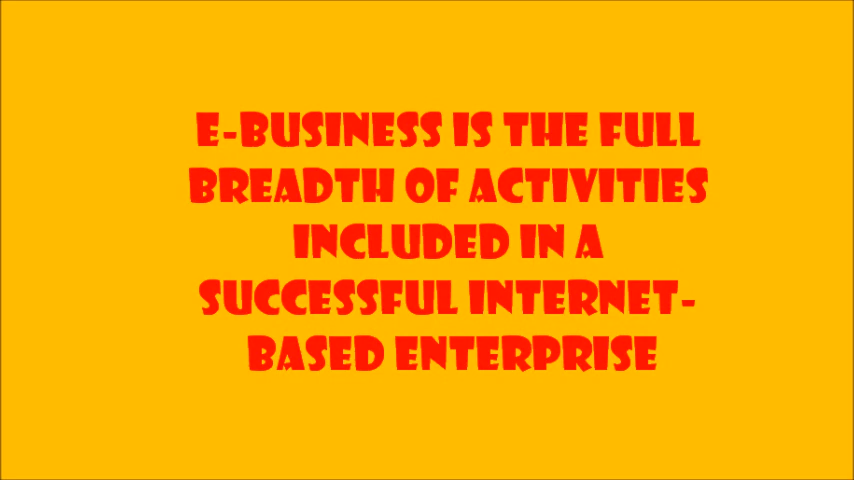 E-BUSINESS IS THE FULL
BREADTH OF ACTIVITIES
INCLUDED IN A
SUCCESSFUL INTERNET-
BASED ENTERPRISE